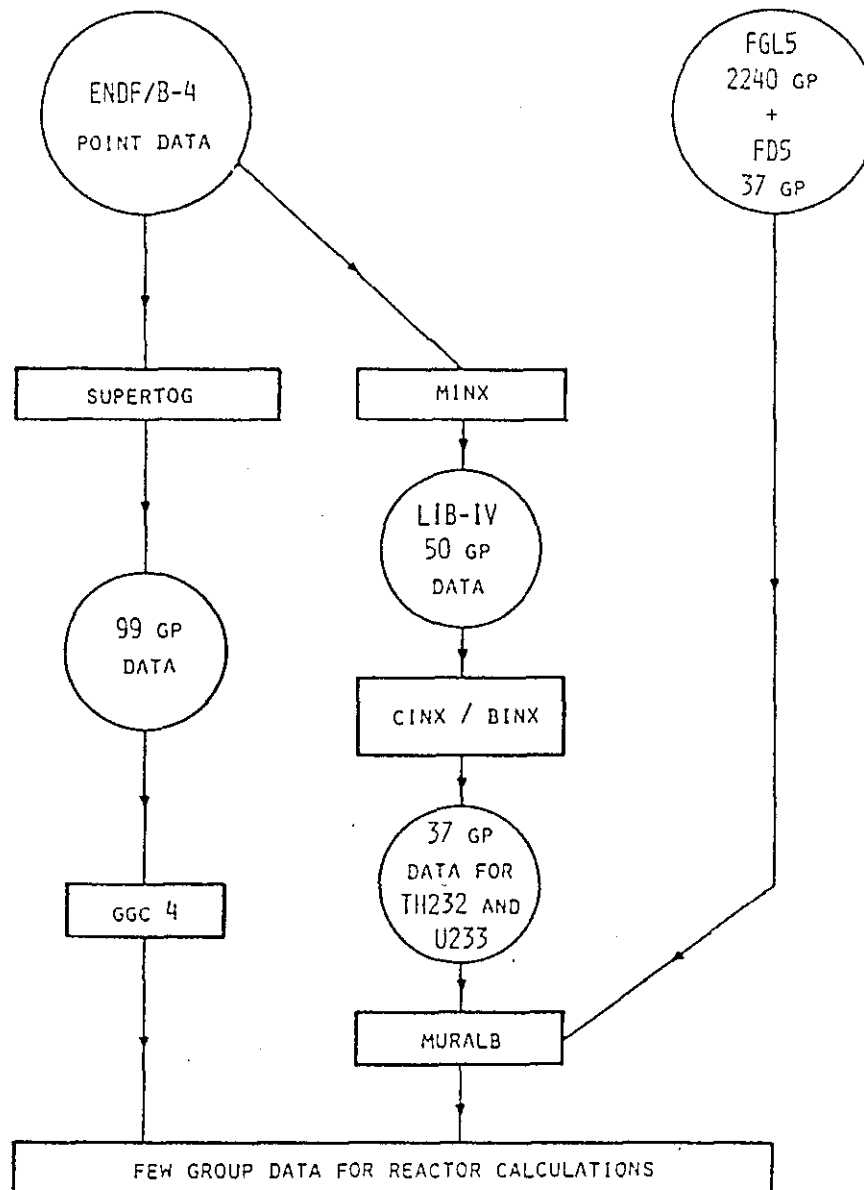 ENDF/B-4
POINT DATA
FGL5
2240 GP
+
FD5
37 GP
SUPERTOG
MINX
LIB-IV
50 GP
DATA
99 GP
DATA
CINX / BINX
37 GP
DATA FOR
TH232 AND
U233
GGC 4
MURALB
FEW GROUP DATA FOR REACTOR CALCULATIONS